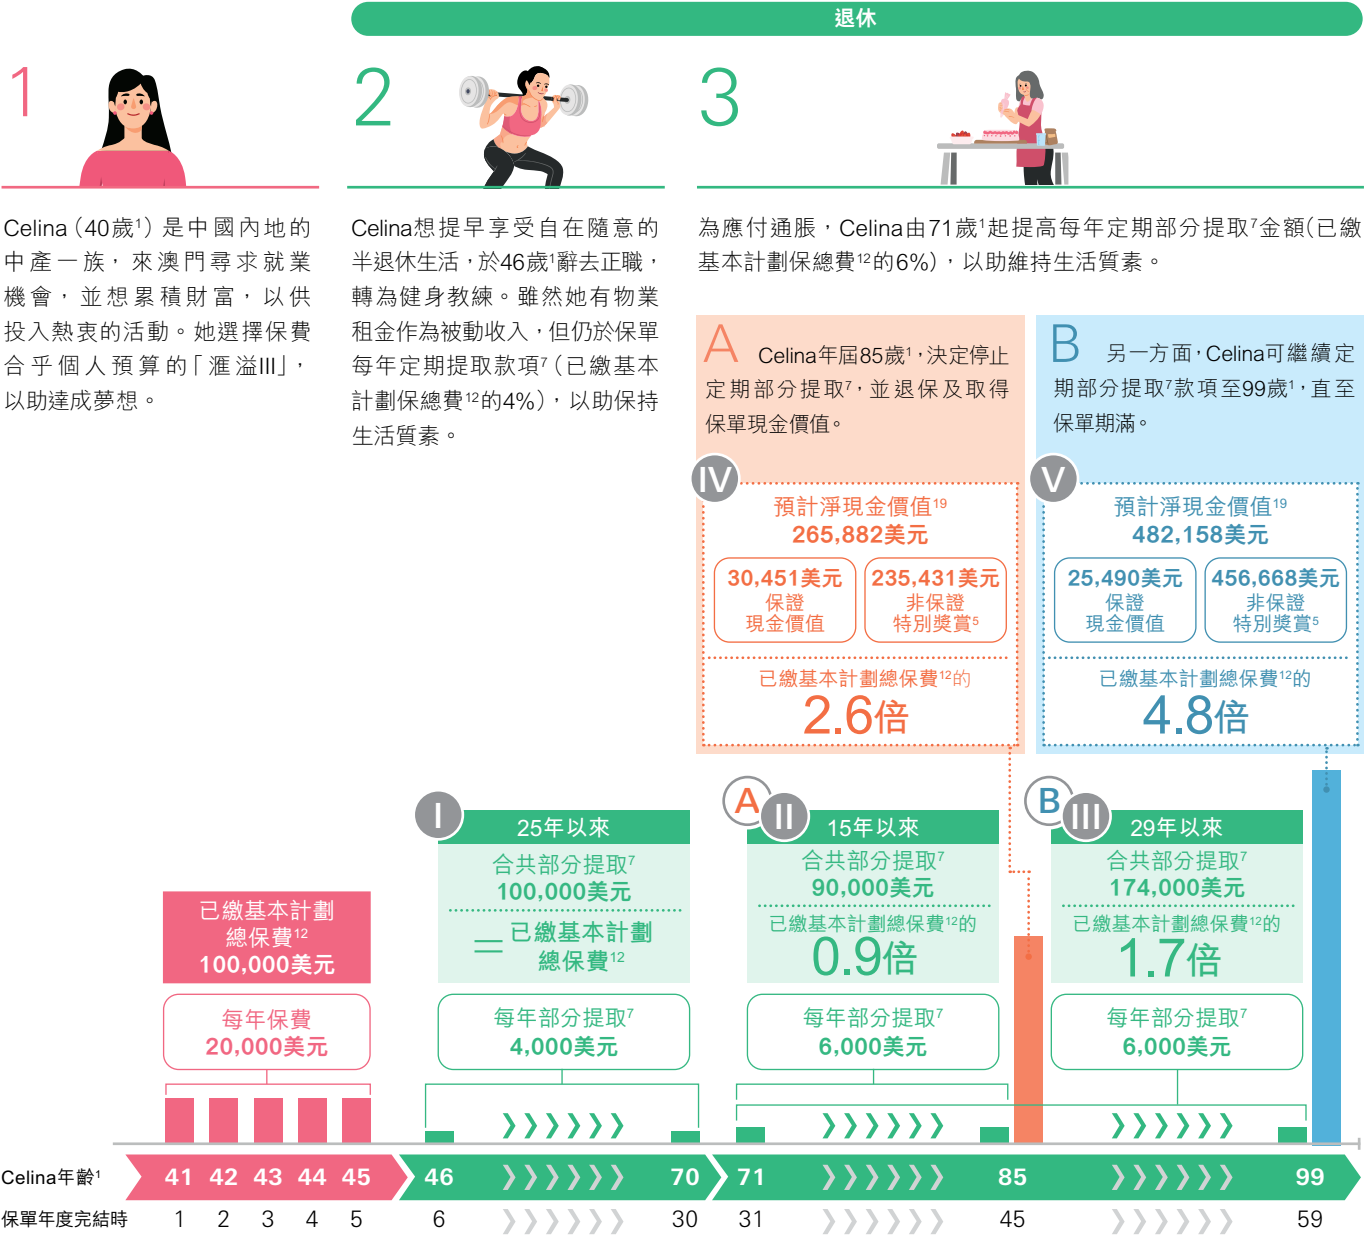 退休
1
Celina（40歲¹）是中國內地的
中產一族，來澳門尋求就業
機會，並想累積財富，以供
投入熱衷的活動。她選擇保費
合乎個人預算的「滙溢III」，
以助達成夢想。
2
Celina想提早享受自在隨意的
半退休生活，於46歲¹辭去正職，
轉為健身教練。雖然她有物業
租金作為被動收入，但仍於保單
每年定期提取款項⁷（已繳基本
計劃保總費¹²的4%），以助保持
生活質素。
3
為應付通脹，Celina由71歲¹起提高每年定期部分提取⁷金額（已繳
基本計劃保總費¹²的6%），以助維持生活質素。
A Celina年屆85歲¹，決定停止
定期部分提取⁷，並退保及取得
保單現金價值。
IV
預計淨現金價值¹⁹
265,882美元
30,451美元
保證
現金價值
235,431美元
非保證
特別獎賞⁵
已繳基本計劃總保費¹²的
2.6倍
B 另一方面，Celina可繼續定
期部分提取⁷款項至99歲¹，直至
保單期滿。
V
預計淨現金價值¹⁹
482,158美元
25,490美元
保證
現金價值
456,668美元
非保證
特別獎賞⁵
已繳基本計劃總保費¹²的
4.8倍
已繳基本計劃
總保費¹²
100,000美元
每年保費
20,000美元
I
25年以來
合共部分提取⁷
100,000美元
＝已繳基本計劃
總保費¹²
每年部分提取⁷
4,000美元
A II
15年以來
合共部分提取⁷
90,000美元
已繳基本計劃總保費¹²的
0.9倍
每年部分提取⁷
6,000美元
B III
29年以來
合共部分提取⁷
174,000美元
已繳基本計劃總保費¹²的
1.7倍
每年部分提取⁷
6,000美元
Celina年齡¹ 41 42 43 44 45 46 70 71 85 99
保單年度完結時 1 2 3 4 5 6 30 31 45 59